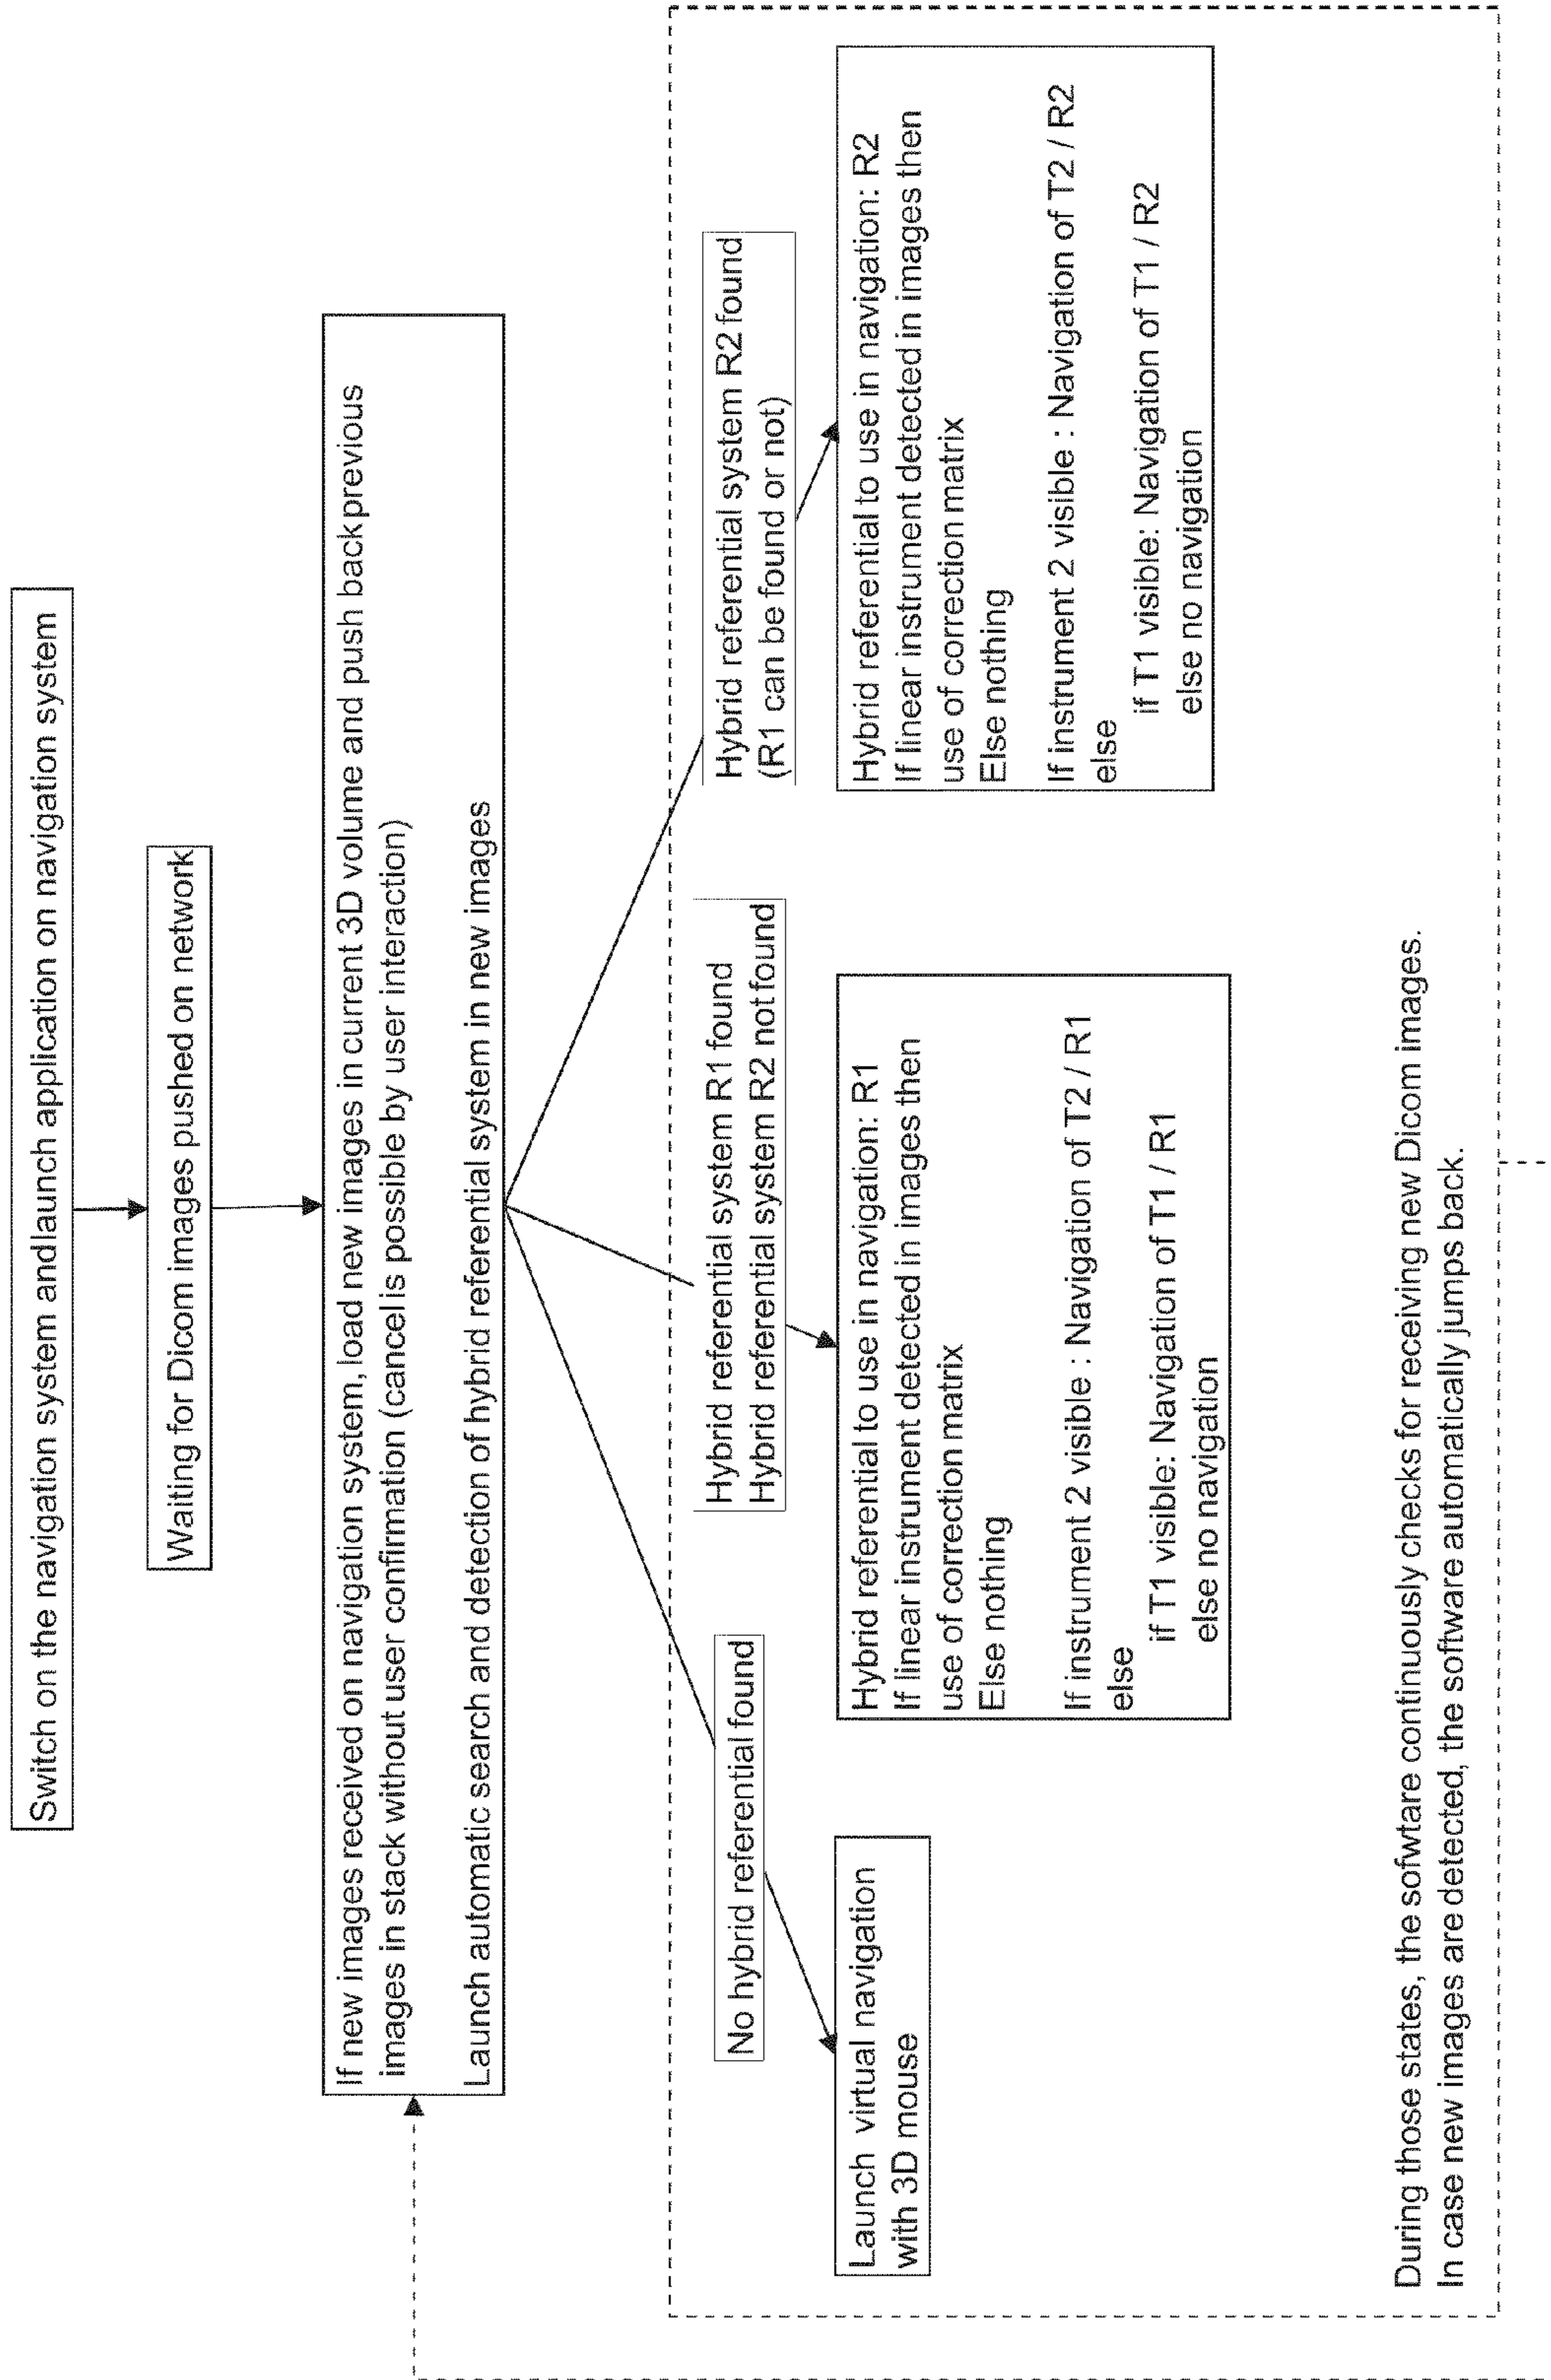 Switch on the navigation system and launch application on navigation system
Waiting for Dicom images pushed on network
If new images received on navigation system, load new images in current 3D volume and push back previous
images in stack without user confirmation (cancel is possible by user interaction)
Launch automatic search and detection of hybrid referential system in new images
No hybrid referential found
Launch virtual navigation
with 3D mouse
Hybrid referential system R1 found
Hybrid referential system R2 not found
Hybrid referential to use in navigation: R1
If linear instrument detected in images then
use of correction matrix
Else nothing
If instrument 2 visible : Navigation of T2 / R1
else
if T1 visible: Navigation of T1 / R1
else no navigation
Hybrid referential system R2 found
(R1 can be found or not)
Hybrid referential to use in navigation: R2
If linear instrument detected in images then
use of correction matrix
Else nothing
If instrument 2 visible : Navigation of T2 / R2
else
if T1 visible: Navigation of T1 / R2
else no navigation
During those states, the sofwtare continuously checks for receiving new Dicom images.
In case new images are detected, the software automatically jumps back.